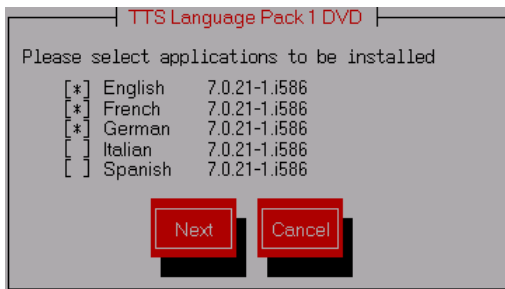 TTS Language Pack 1 DVD
Please select applications to be installed
[*] English 7.0.21-1.i586
[*] French 7.0.21-1.i586
[*] German 7.0.21-1.i586
[ ] Italian 7.0.21-1.i586
[ ] Spanish 7.0.21-1.i586
Next Cancel